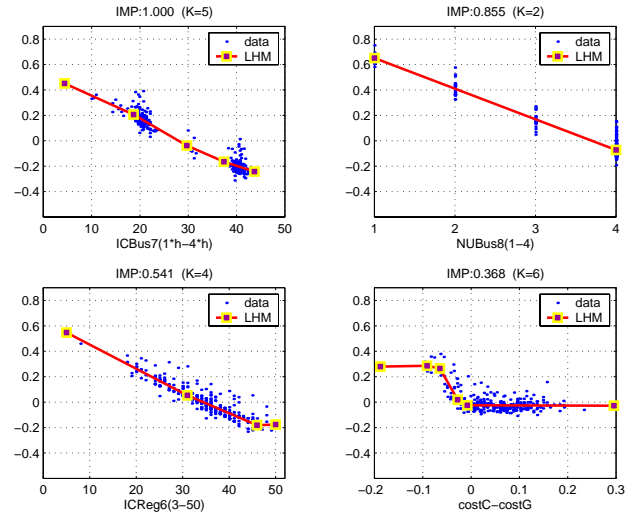 IMP:1.000 (K=5)
data
LHM
0.8
0.6
0.4
0.2
0
−0.2
−0.4
0 10 20 30 40 50
ICBus7(1*h−4*h)
IMP:0.855 (K=2)
data
LHM
0.8
0.6
0.4
0.2
0
−0.2
−0.4
1 2 3 4
NUBus8(1−4)
IMP:0.541 (K=4)
data
LHM
0.8
0.6
0.4
0.2
0
−0.2
−0.4
0 10 20 30 40 50
ICReg6(3−50)
IMP:0.368 (K=6)
data
LHM
0.8
0.6
0.4
0.2
0
−0.2
−0.4
−0.2 −0.1 0 0.1 0.2 0.3
costC−costG